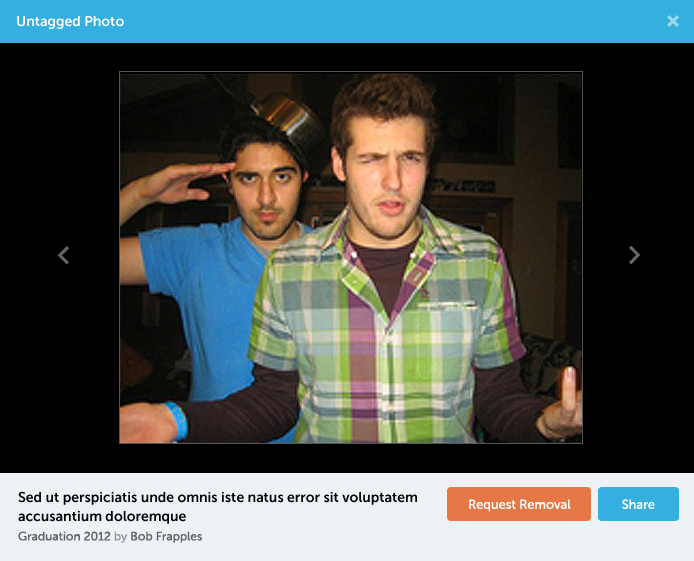 Untagged Photo
Sed ut perspiciatis unde omnis iste natus error sit voluptatem
accusantium doloremque
Graduation 2012 by Bob Frapples
Request Removal
Share